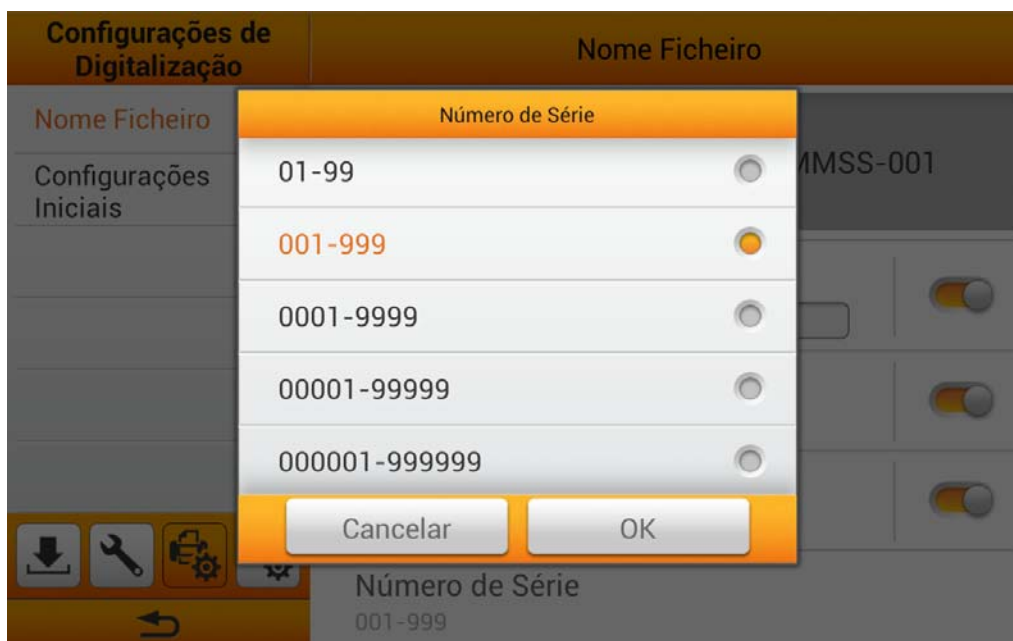 Configurações de
Digitalização
Nome Ficheiro
Nome Ficheiro
Configurações
Iniciais
MMSS-001
Número de Série
01-99
001-999
0001-9999
00001-99999
000001-999999
Cancelar
OK
Número de Série
001-999